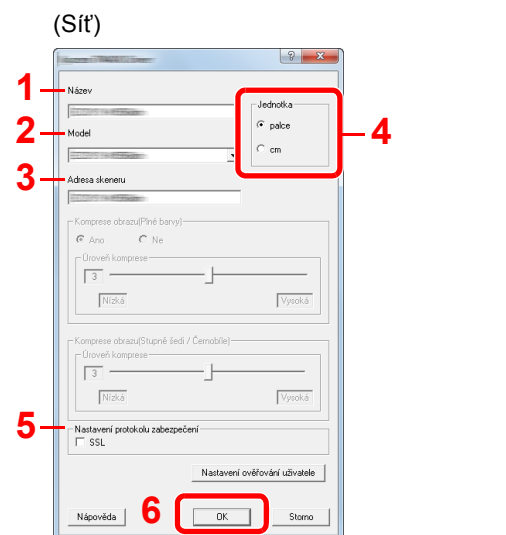 (Síť)
1 Název
Jednotka
palce
4
2 Model
cm
3 Adresa skeneru
Komprese obrazu(Plné barvy)
Ano Ne
Úroveň komprese
3
Nízká Vysoká
Komprese obrazu(Stupně šedi / Černobíle)
Úroveň komprese
3
Nízká Vysoká
5 Nastavení protokolu zabezpečení
SSL
Nastavení ověřování uživatele
Nápověda 6 OK Storno